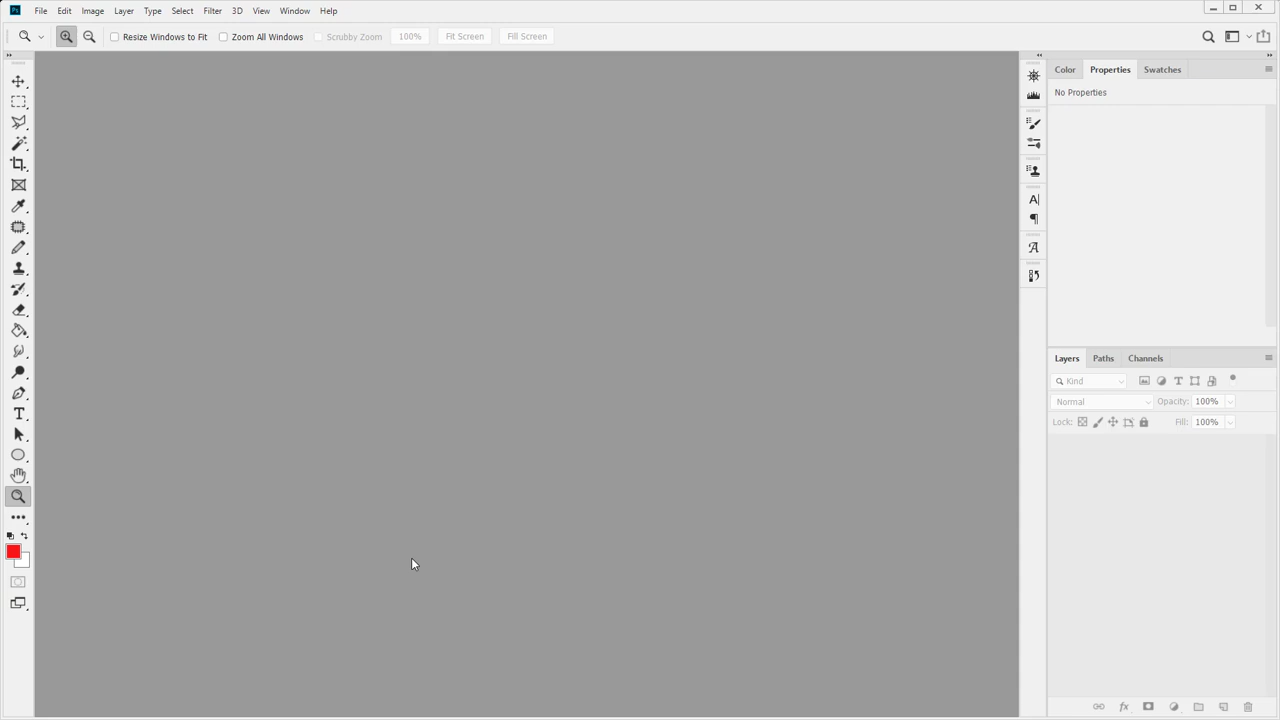 Ps File Edit Image Layer Type Select Filter 3D View Window Help
Resize Windows to Fit Zoom All Windows Scrubby Zoom 100% Fit Screen Fill Screen
Color Properties Swatches
No Properties
Layers Paths Channels
Kind
Normal Opacity: 100%
Lock: Fill: 100%
fx